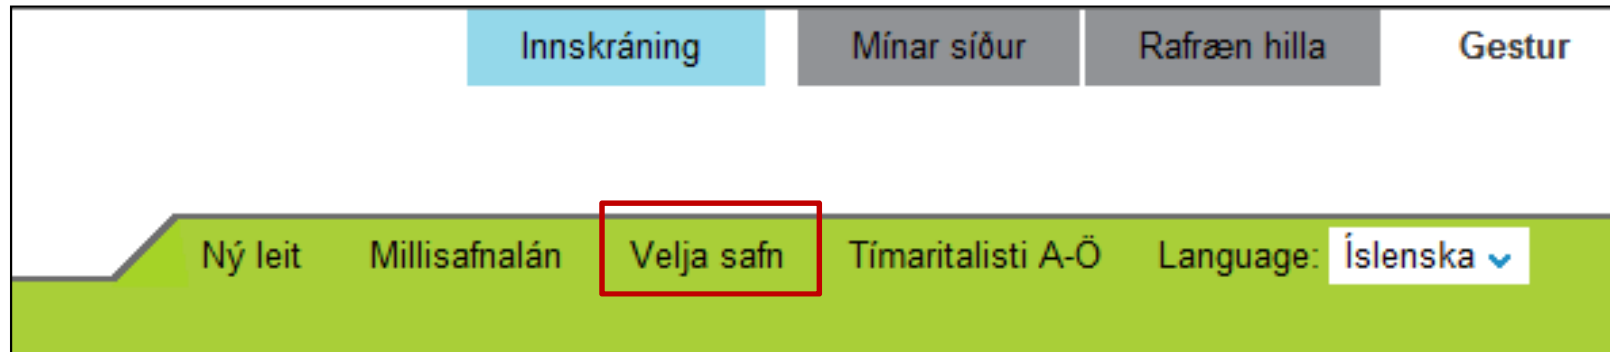 Innskráning Mínar síður Rafræn hilla Gestur
Ný leit Millisafnalán Velja safn Tímaritalisti A-Ö Language: Íslenska